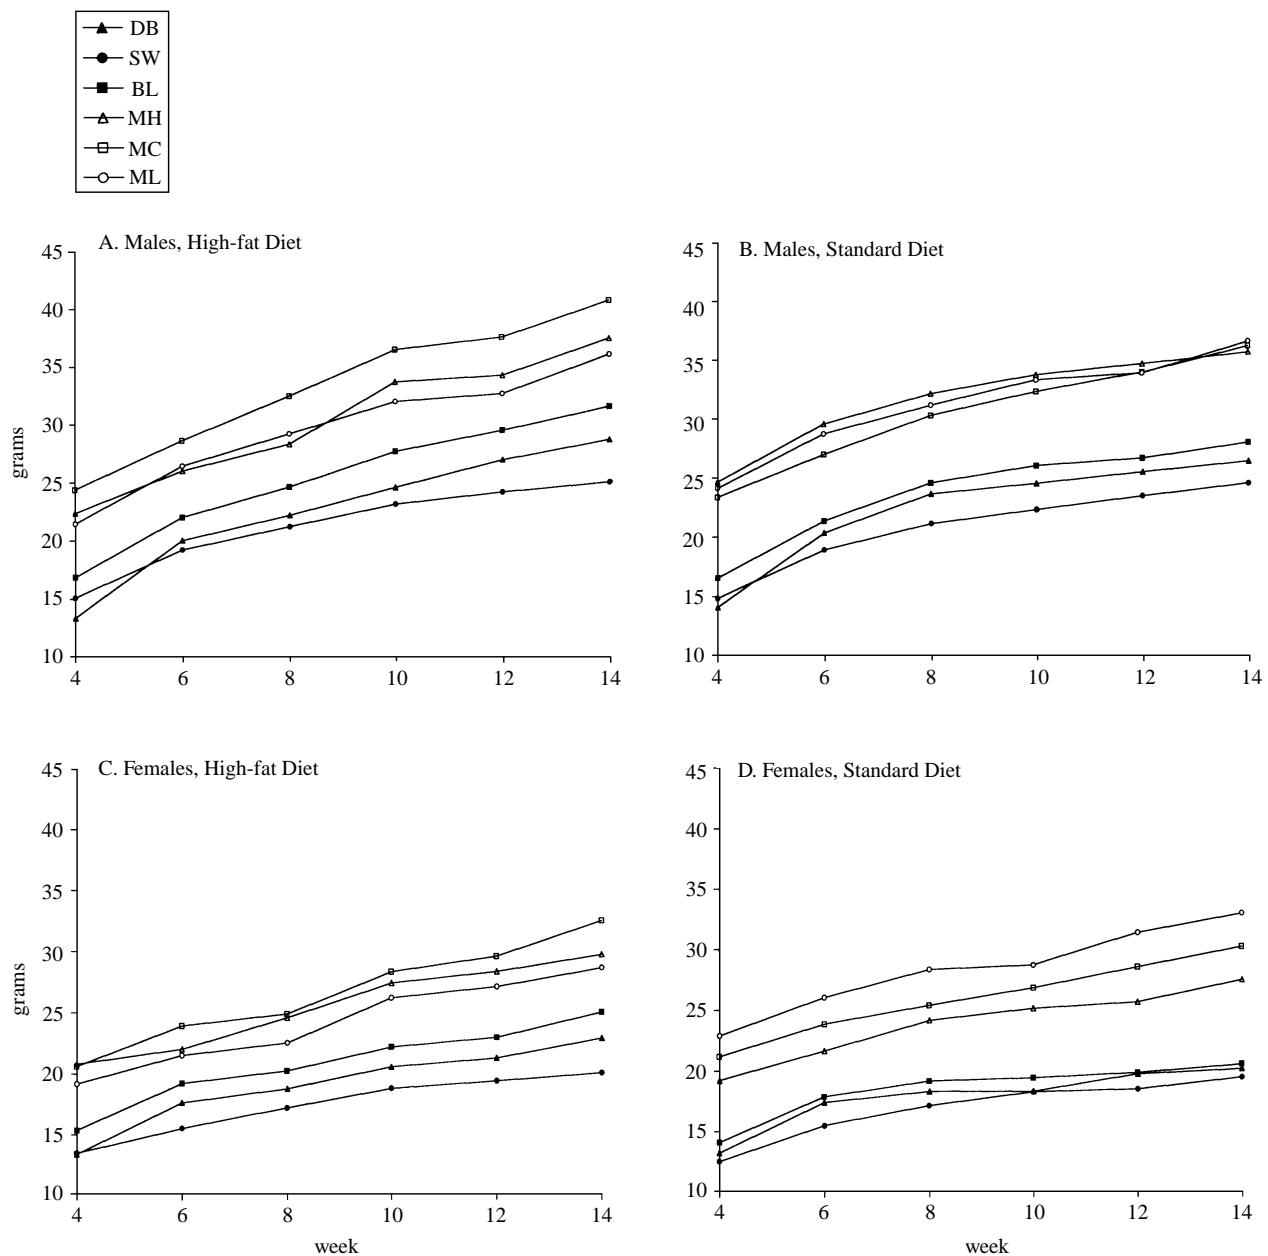 DB
SW
BL
MH
MC
ML
A. Males, High-fat Diet
45
40
35
30
25
20
15
10
grams
4 6 8 10 12 14
B. Males, Standard Diet
45
40
35
30
25
20
15
10
4 6 8 10 12 14
C. Females, High-fat Diet
45
40
35
30
25
20
15
10
grams
4 6 8 10 12 14
week
D. Females, Standard Diet
45
40
35
30
25
20
15
10
4 6 8 10 12 14
week